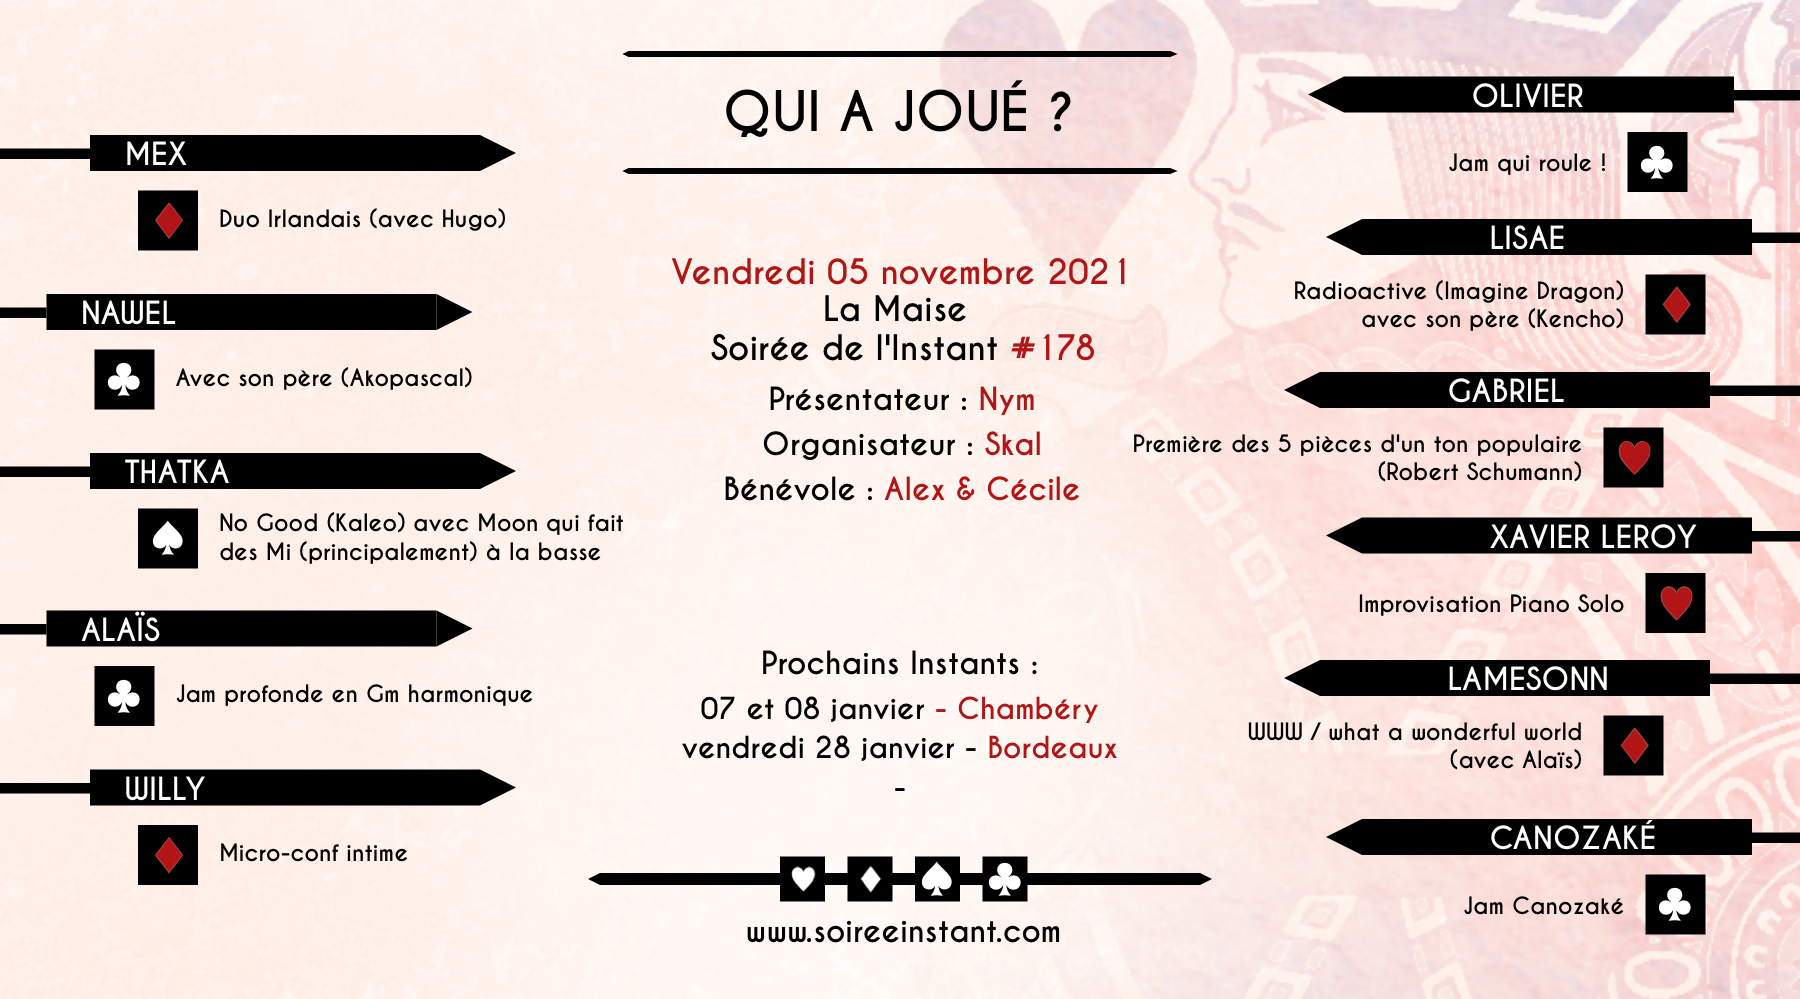 QUI A JOUÉ ?
MEX
Duo Irlandais (avec Hugo)
NAWEL
Avec son père (Akopascal)
THATKA
No Good (Kaleo) avec Moon qui fait
des Mi (principalement) à la basse
ALAÏS
Jam profonde en Gm harmonique
WILLY
Micro-conf intime
Vendredi 05 novembre 2021
La Maise
Soirée de l'Instant #178
Présentateur : Nym
Organisateur : Skal
Bénévole : Alex & Cécile
Prochains Instants :
07 et 08 janvier - Chambéry
vendredi 28 janvier - Bordeaux
-
www.soireeinstant.com
OLIVIER
Jam qui roule !
LISAE
Radioactive (Imagine Dragon)
avec son père (Kencho)
GABRIEL
Première des 5 pièces d'un ton populaire
(Robert Schumann)
XAVIER LEROY
Improvisation Piano Solo
LAMESONN
WWW / what a wonderful world
(avec Alaïs)
CANOZAKÉ
Jam Canozaké